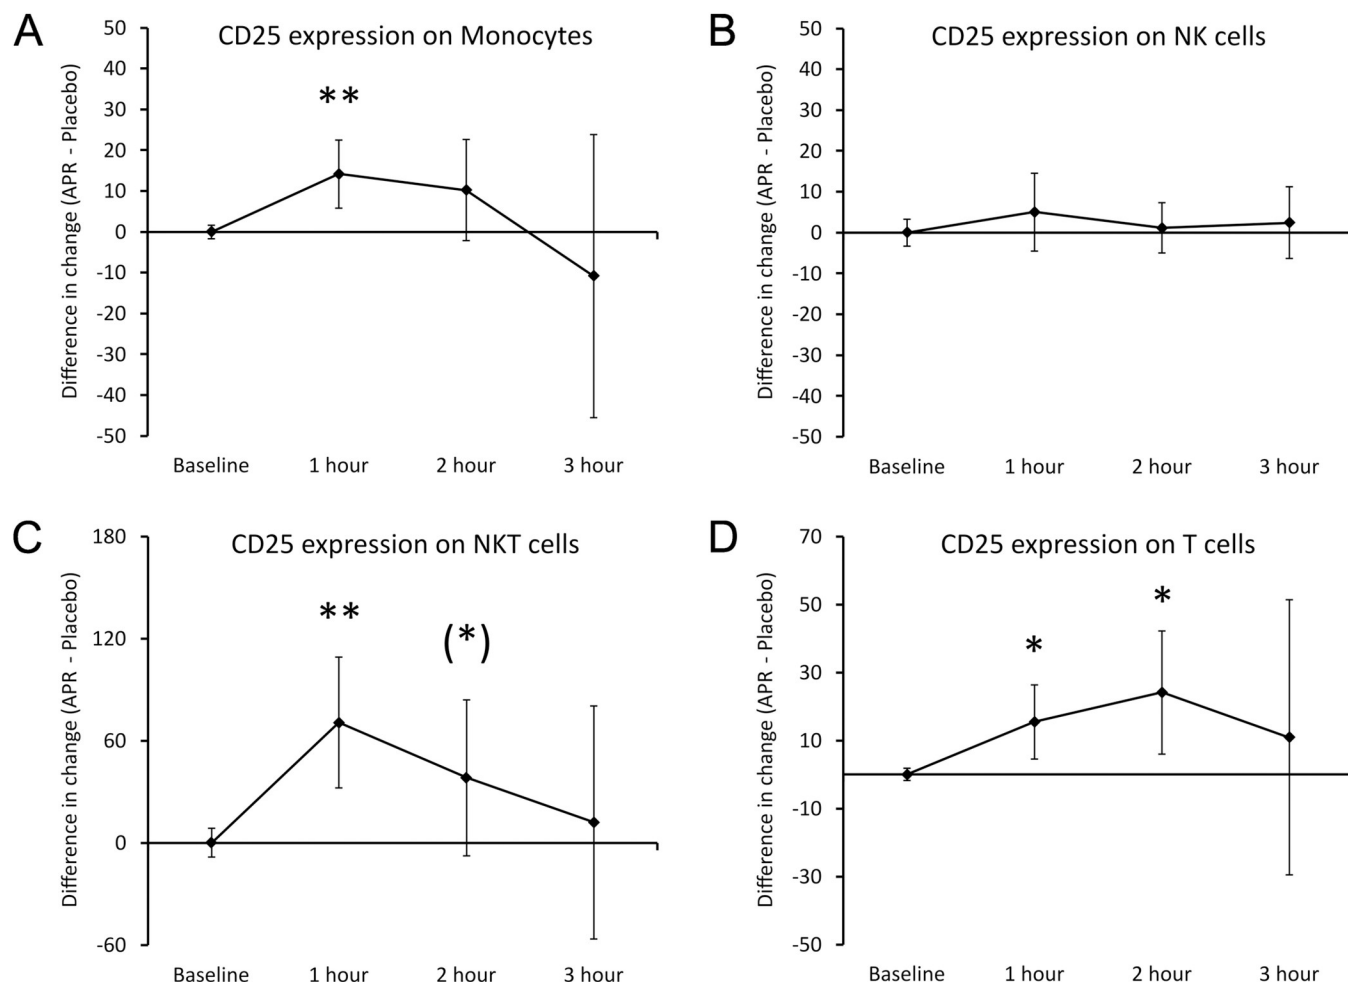 A
CD25 expression on Monocytes
Difference in change (APR - Placebo)
50
40
30
20
10
0
-10
-20
-30
-40
-50
**
Baseline
1 hour
2 hour
3 hour
B
CD25 expression on NK cells
Difference in change (APR - Placebo)
50
40
30
20
10
0
-10
-20
-30
-40
-50
Baseline
1 hour
2 hour
3 hour
C
CD25 expression on NKT cells
Difference in change (APR - Placebo)
180
120
60
0
-60
**
(*)
Baseline
1 hour
2 hour
3 hour
D
CD25 expression on T cells
Difference in change (APR - Placebo)
70
50
30
10
-10
-30
-50
*
*
Baseline
1 hour
2 hour
3 hour